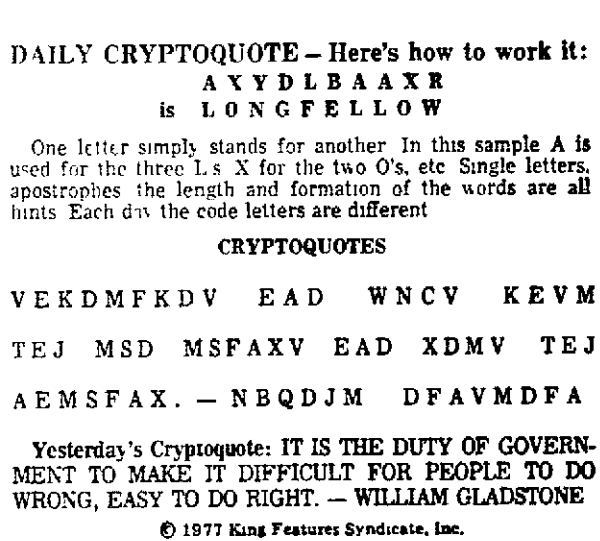 DAILY CRYPTOQUOTE – Here's how to work it:
A X Y D L B A A X R
is L O N G F E L L O W
One letter simply stands for another In this sample A is
used for the three L s X for the two O's, etc Single letters,
apostrophes the length and formation of the words are all
hints Each day the code letters are different
CRYPTOQUOTES
V E K D M F K D V E A D W N C V K E V M
T E J M S D M S F A X V E A D X D M V T E J
A E M S F A X . – N B Q D J M D F A V M D F A
Yesterday's Cryptoquote: IT IS THE DUTY OF GOVERN-
MENT TO MAKE IT DIFFICULT FOR PEOPLE TO DO
WRONG, EASY TO DO RIGHT. – WILLIAM GLADSTONE
© 1977 King Features Syndicate, Inc.